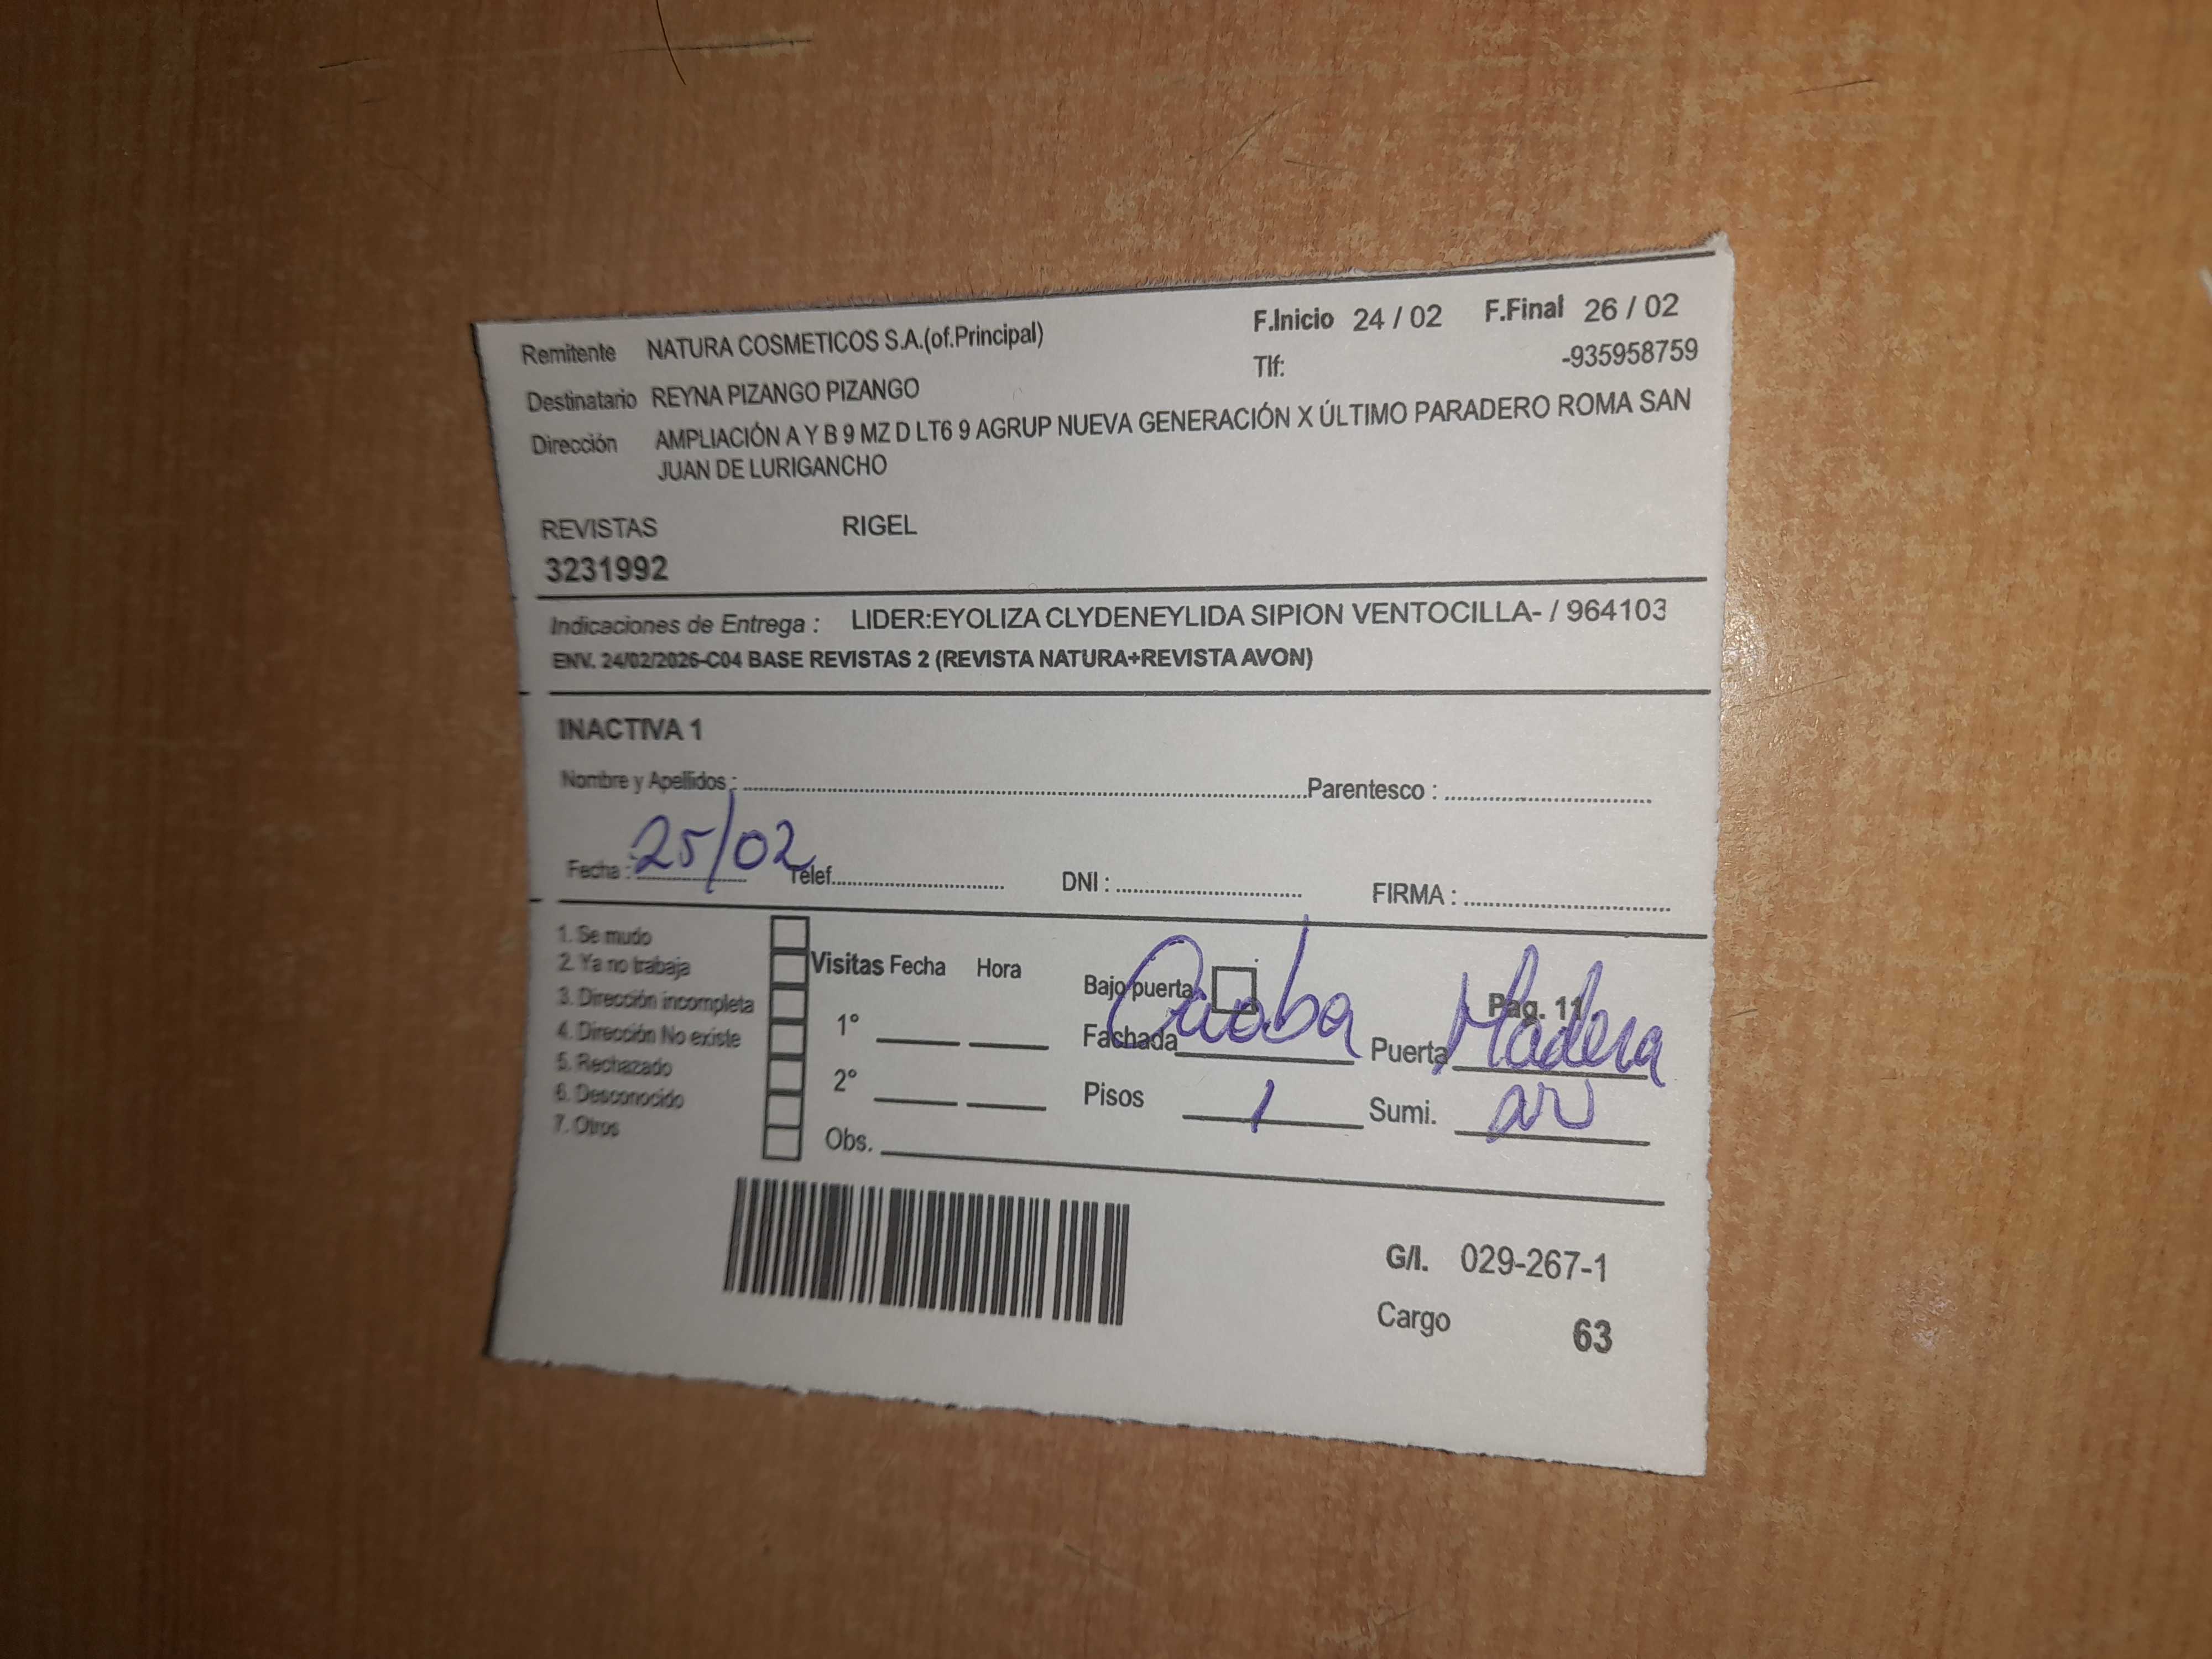 Remitente NATURA COSMETICOS S.A.(of.Principal) F.Inicio 24 / 02 F.Final 26 / 02
Tlf: -935958759
Destinatario REYNA PIZANGO PIZANGO
Dirección AMPLIACIÓN A Y B 9 MZ D LT6 9 AGRUP NUEVA GENERACIÓN X ÚLTIMO PARADERO ROMA SAN
JUAN DE LURIGANCHO
REVISTAS RIGEL
3231992
Indicaciones de Entrega : LIDER:EYOLIZA CLYDENEYLIDA SIPION VENTOCILLA- / 964103
ENV. 24/02/2026-C04 BASE REVISTAS 2 (REVISTA NATURA+REVISTA AVON)
INACTIVA 1
Nombre y Apellidos : Parentesco :
Fecha : 25/02 Telef. DNI : FIRMA :
1. Se mudo
2. Ya no trabaja
3. Dirección incompleta
4. Dirección No existe
5. Rechazado
6. Desconocido
7. Otros
Visitas Fecha Hora
1°
2°
Obs.
Bajo puerta Pag. 11
Fachada Caoba Puerta Madera
Pisos 1 Sumi.
G/I. 029-267-1
Cargo 63